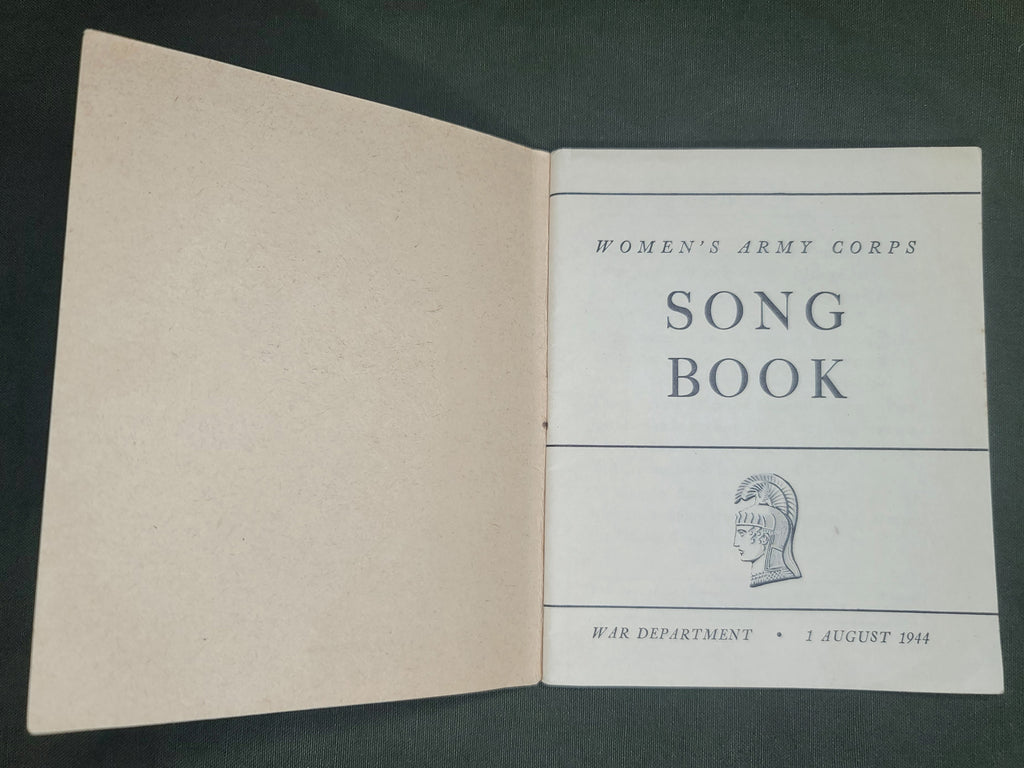 WOMEN'S ARMY CORPS
SONG
BOOK
WAR DEPARTMENT • 1 AUGUST 1944